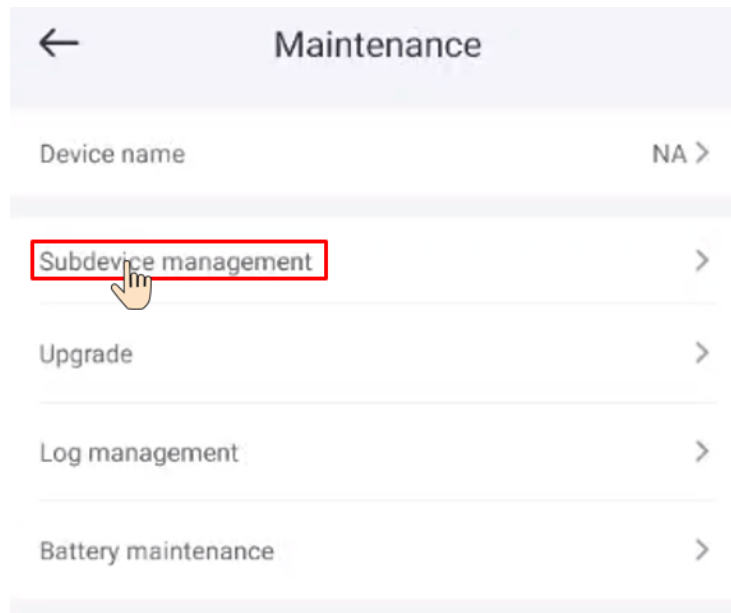 Maintenance
Device name NA
Subdevice management
Upgrade
Log management
Battery maintenance